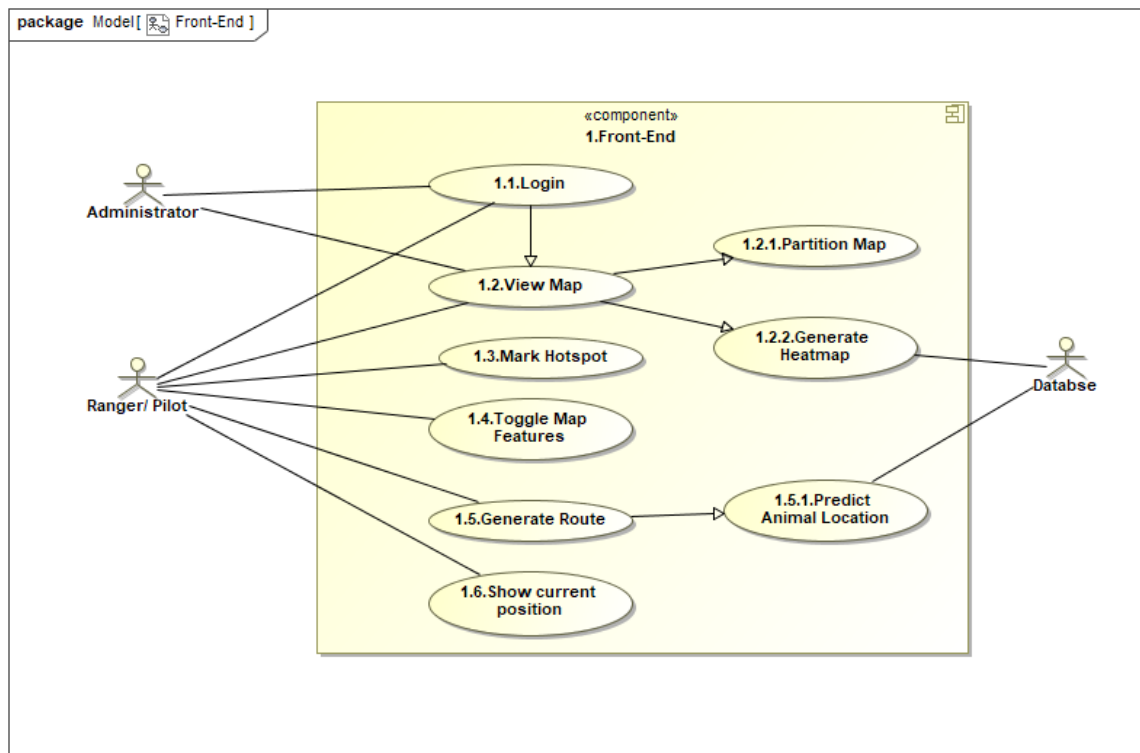 package Model[ Front-End ]
«component»
1.Front-End
Administrator
1.1.Login
1.2.1.Partition Map
1.2.View Map
1.2.2.Generate
Heatmap
1.3.Mark Hotspot
Databse
Ranger/ Pilot
1.4.Toggle Map
Features
1.5.1.Predict
Animal Location
1.5.Generate Route
1.6.Show current
position